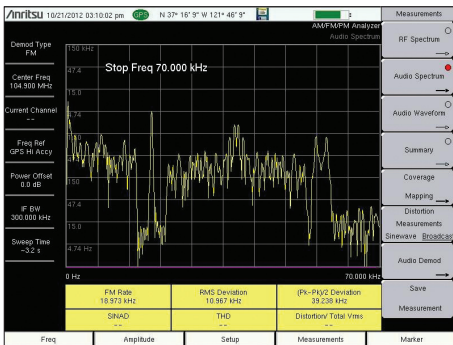 Anritsu 10/21/2012 03:10:02 pm GPS N 37° 16' 9" W 121° 46' 9"
Measurements
AM/FM/PM Analyzer
Audio Spectrum
Demod Type
FM
Center Freq
104.900 MHz
Current Channel
--
Freq Ref
GPS Hi Accy
Power Offset
0.0 dB
IF BW
300.000 kHz
Sweep Time
~3.2 s
150 kHz
47.4
15.0
Stop Freq 70.000 kHz
150
47.4
15.0
4.74 Hz
0 Hz
70.000 kHz
FM Rate
18.973 kHz
RMS Deviation
10.967 kHz
(Pk-Pk)/2 Deviation
39.238 kHz
SINAD
--
THD
--
Distortion/ Total Vrms
--
RF Spectrum
Audio Spectrum
Audio Waveform
Summary
Coverage
Mapping
Distortion
Measurements
Sinewave Broadcast
Audio Demod
Save
Measurement
Freq
Amplitude
Setup
Measurements
Marker